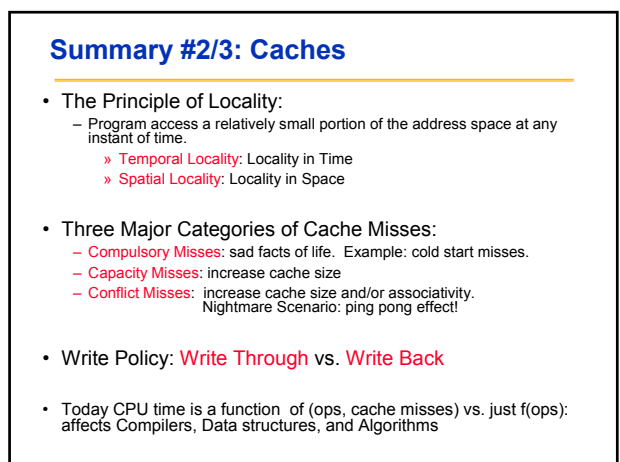 Summary #2/3: Caches
• The Principle of Locality:
– Program access a relatively small portion of the address space at any
instant of time.
» Temporal Locality: Locality in Time
» Spatial Locality: Locality in Space
• Three Major Categories of Cache Misses:
– Compulsory Misses: sad facts of life. Example: cold start misses.
– Capacity Misses: increase cache size
– Conflict Misses: increase cache size and/or associativity.
Nightmare Scenario: ping pong effect!
• Write Policy: Write Through vs. Write Back
• Today CPU time is a function of (ops, cache misses) vs. just f(ops):
affects Compilers, Data structures, and Algorithms